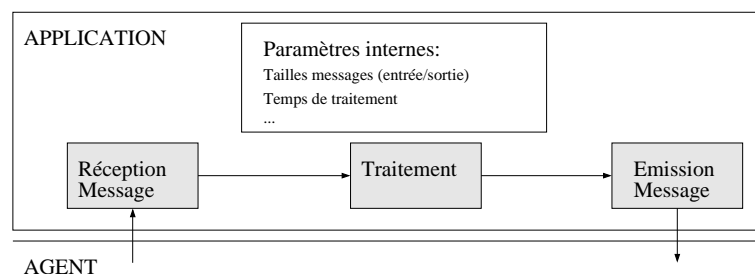 APPLICATION
Paramètres internes:
Tailles messages (entrée/sortie)
Temps de traitement
...
Réception
Message
Traitement
Emission
Message
AGENT